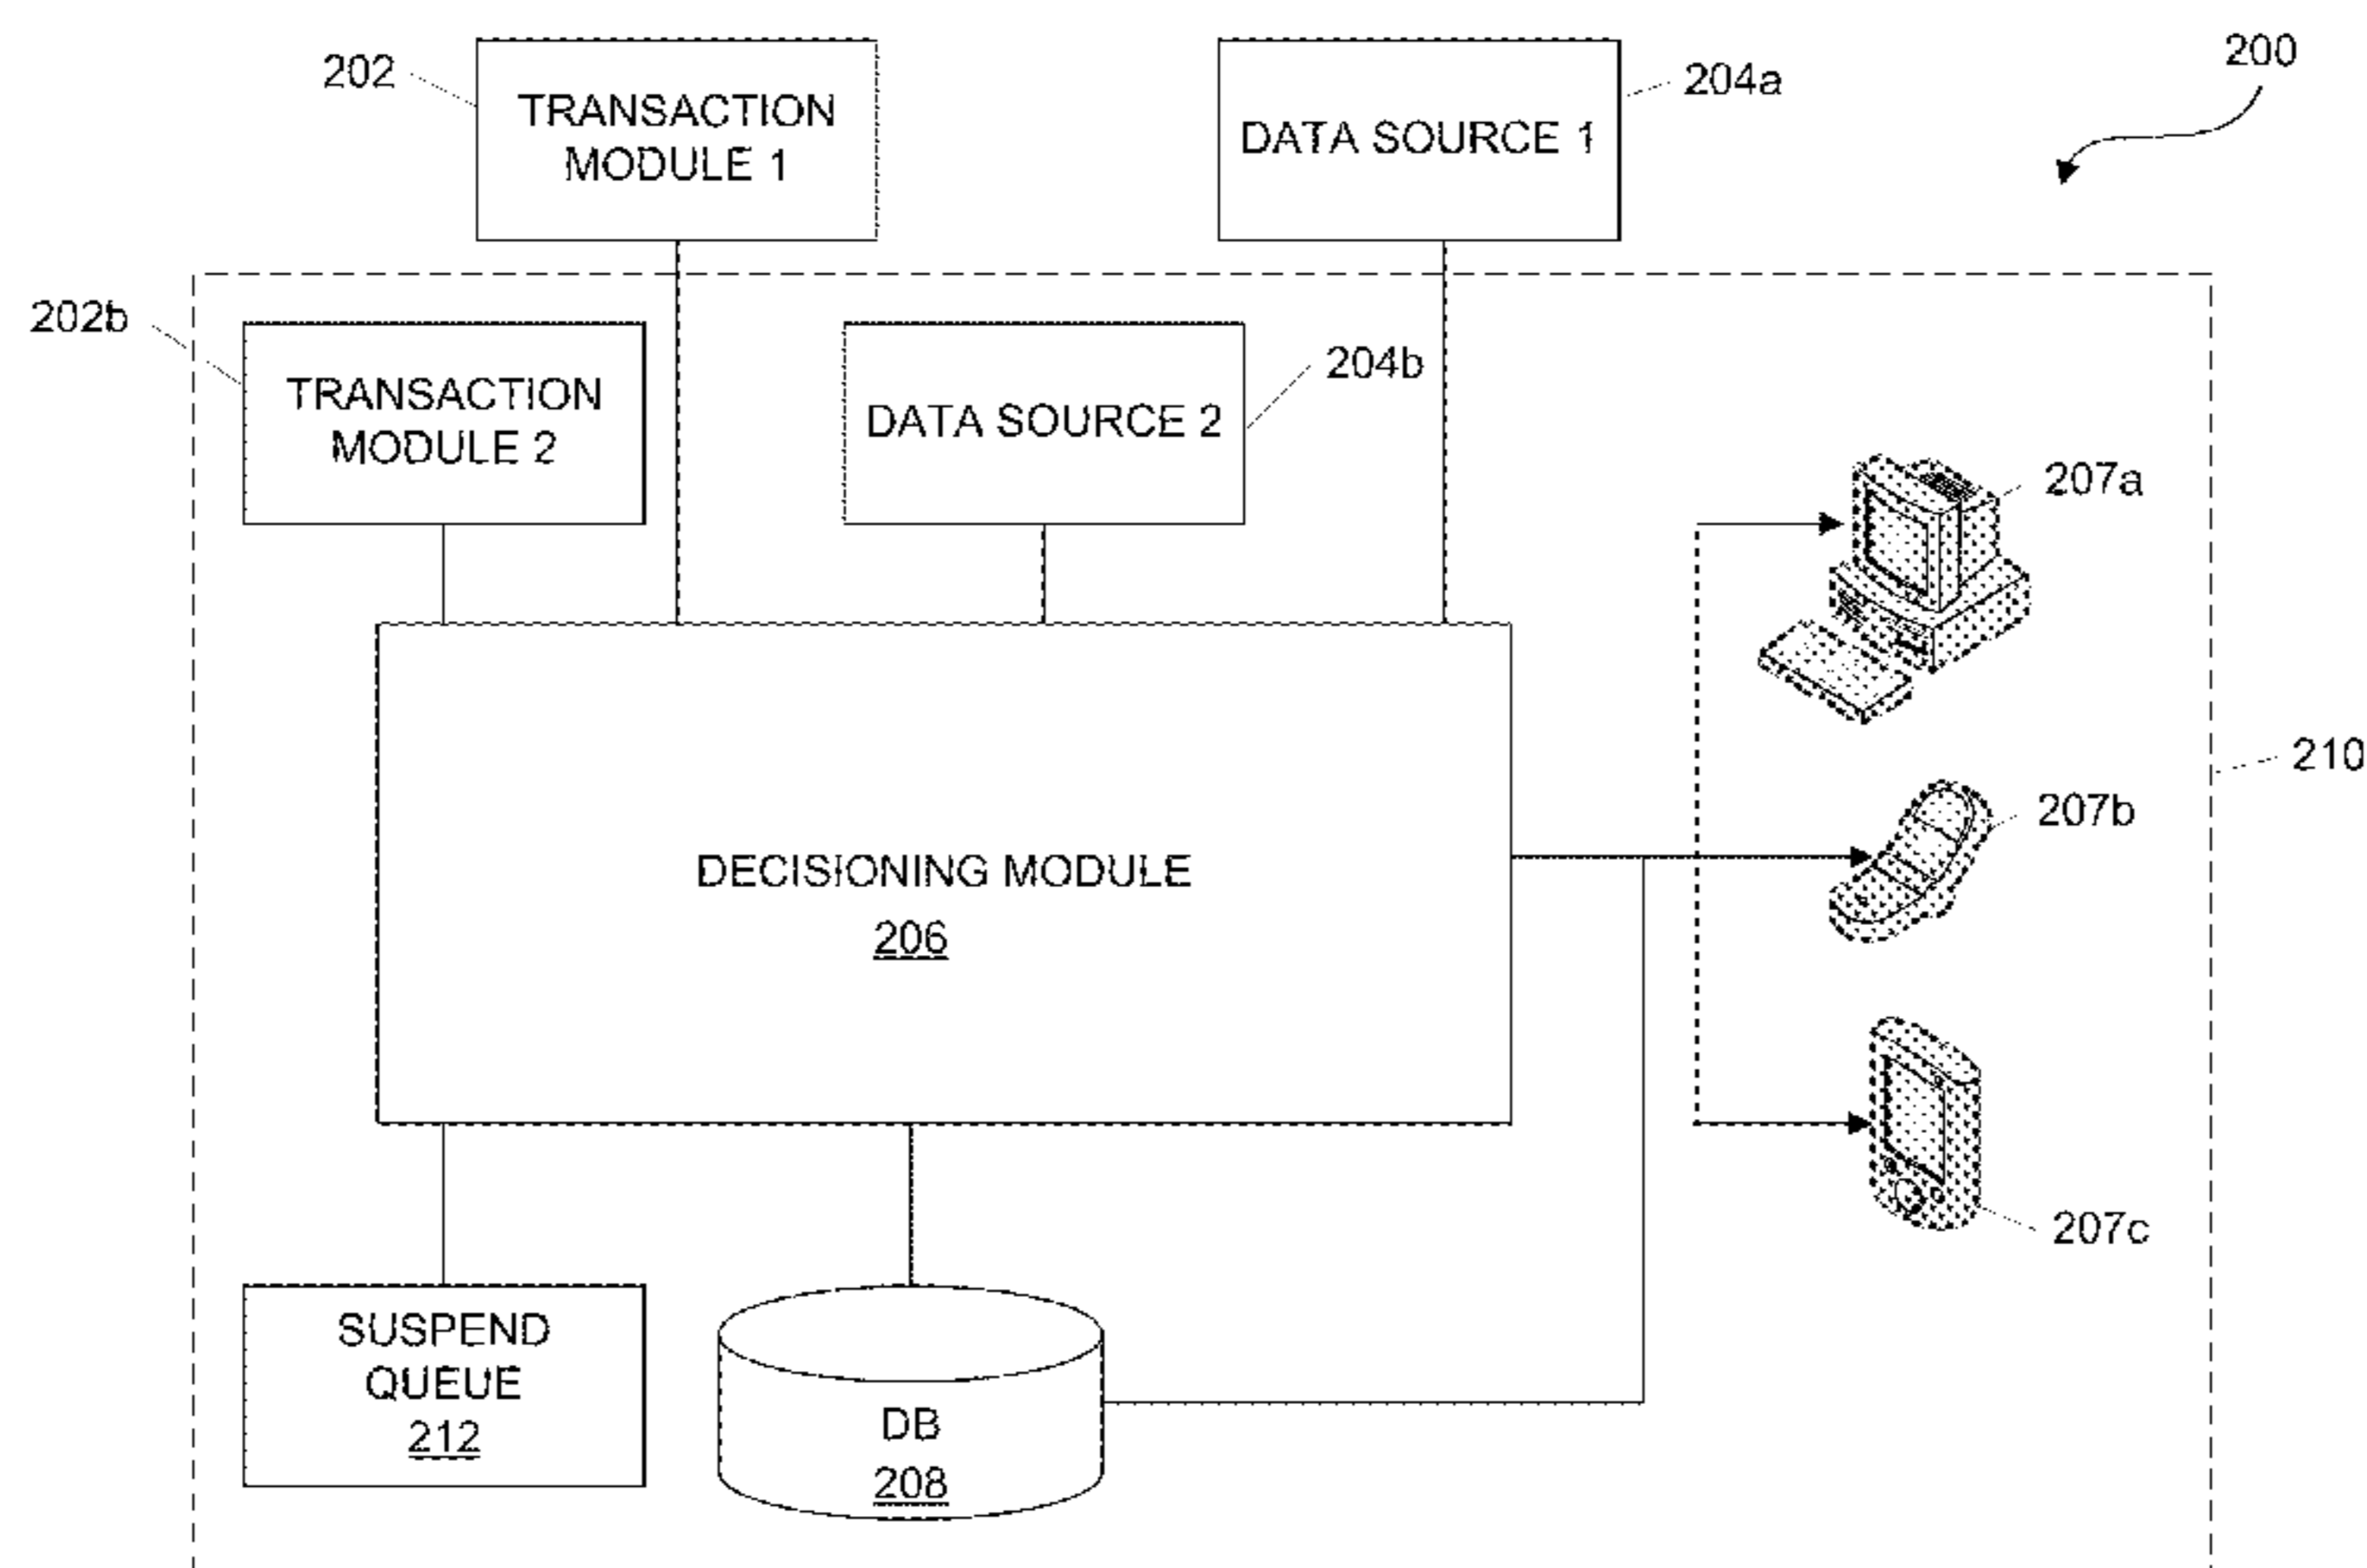 200
202
TRANSACTION
MODULE 1
DATA SOURCE 1
204a
202b
TRANSACTION
MODULE 2
DATA SOURCE 2
204b
207a
210
207b
DECISIONING MODULE
206
207c
SUSPEND
QUEUE
212
DB
208